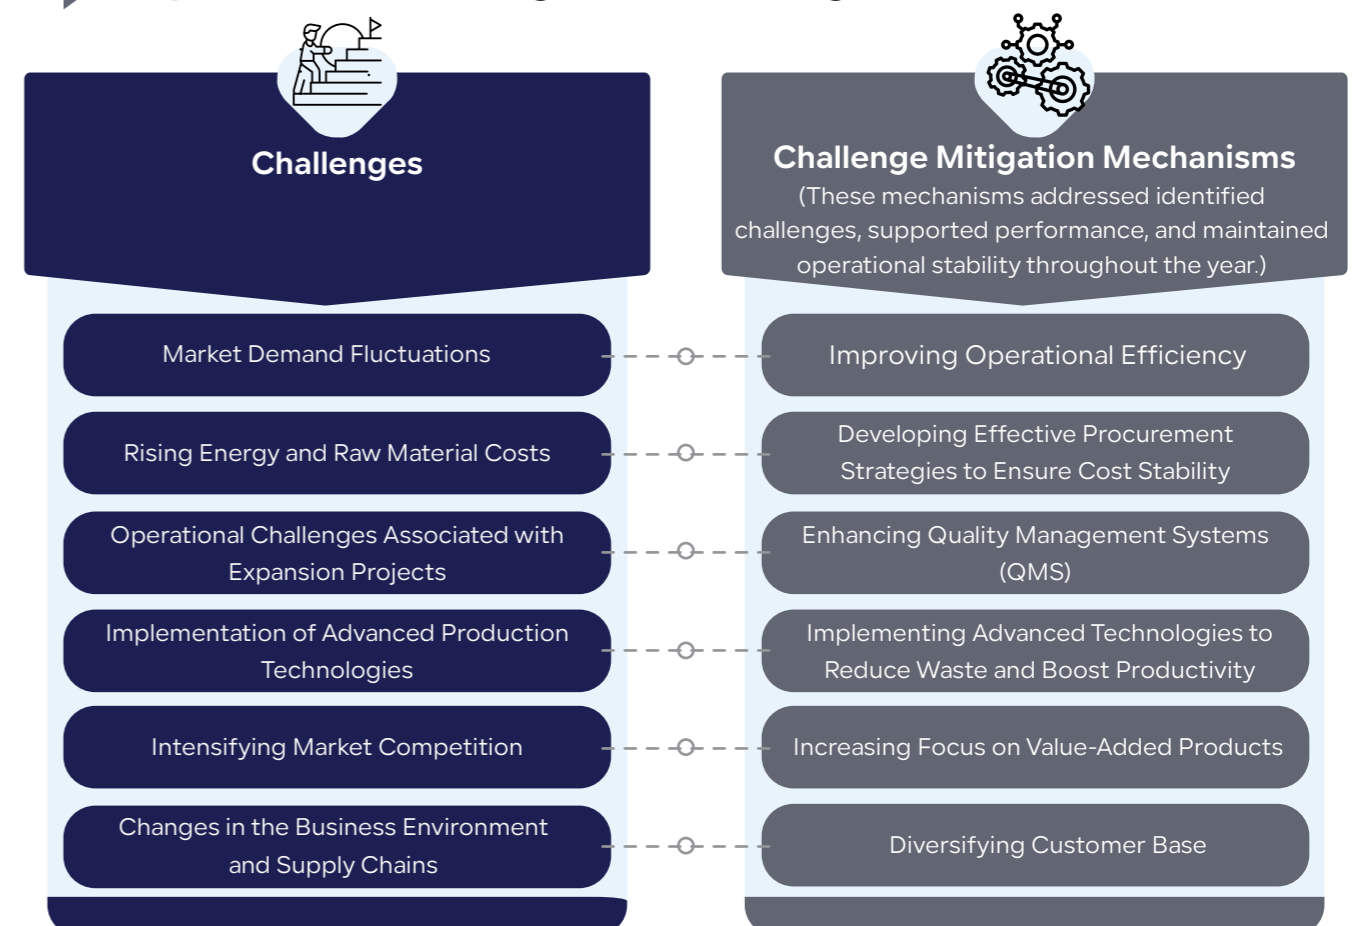 Challenges
Challenge Mitigation Mechanisms
(These mechanisms addressed identified
challenges, supported performance, and maintained
operational stability throughout the year.)
Market Demand Fluctuations
Improving Operational Efficiency
Rising Energy and Raw Material Costs
Developing Effective Procurement
Strategies to Ensure Cost Stability
Operational Challenges Associated with
Expansion Projects
Enhancing Quality Management Systems
(QMS)
Implementation of Advanced Production
Technologies
Implementing Advanced Technologies to
Reduce Waste and Boost Productivity
Intensifying Market Competition
Increasing Focus on Value-Added Products
Changes in the Business Environment
and Supply Chains
Diversifying Customer Base